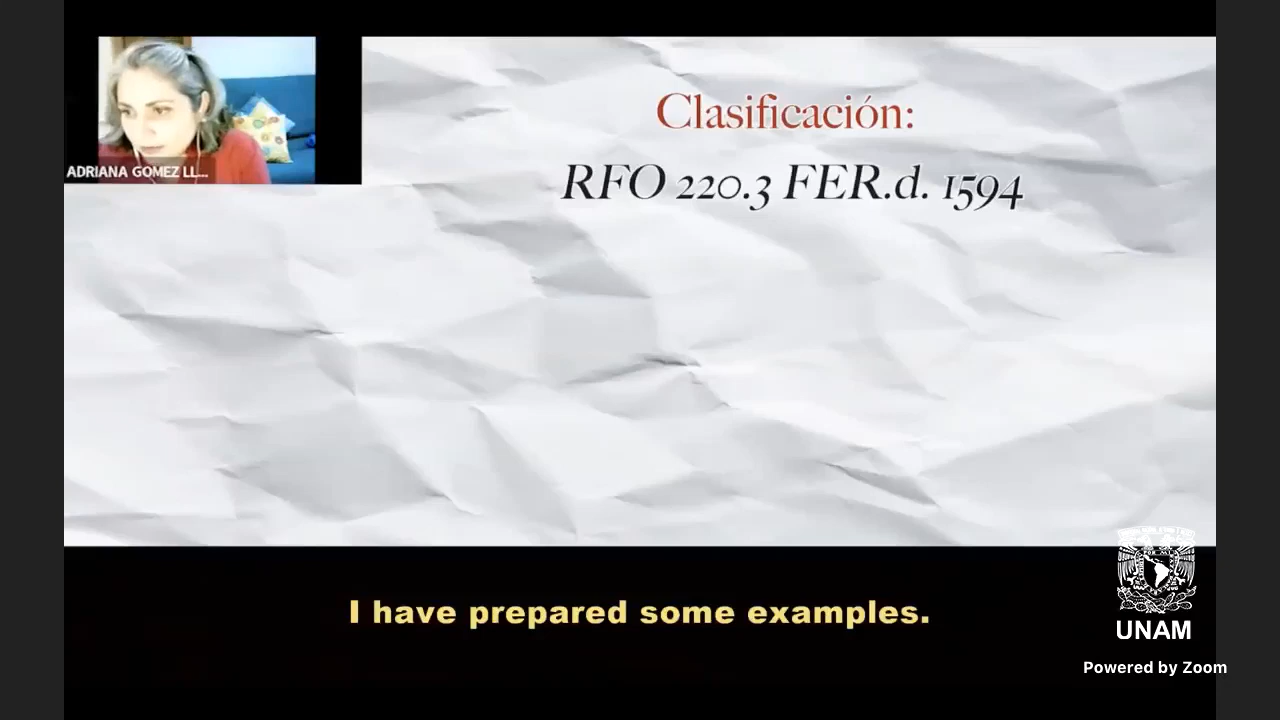 ADRIANA GOMEZ LL...
Clasificación:
RFO 220.3 FER.d. 1594
I have prepared some examples.
UNAM
Powered by Zoom